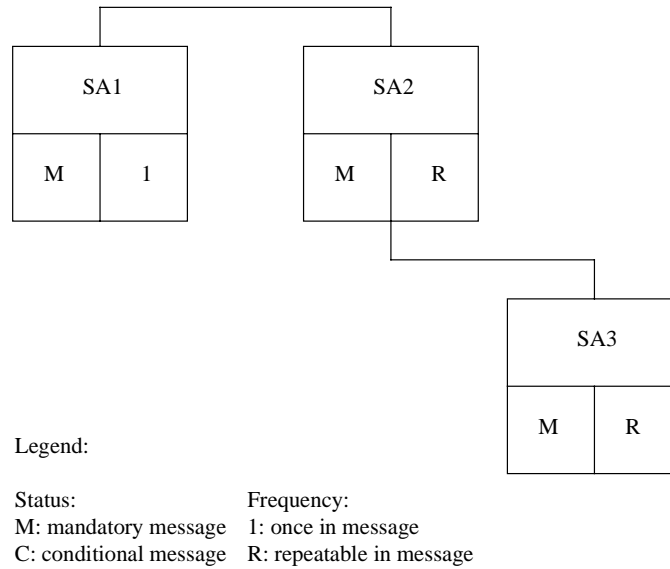 SA1 SA2
M 1 M R
SA3
M R
Legend:
Status: Frequency:
M: mandatory message 1: once in message
C: conditional message R: repeatable in message